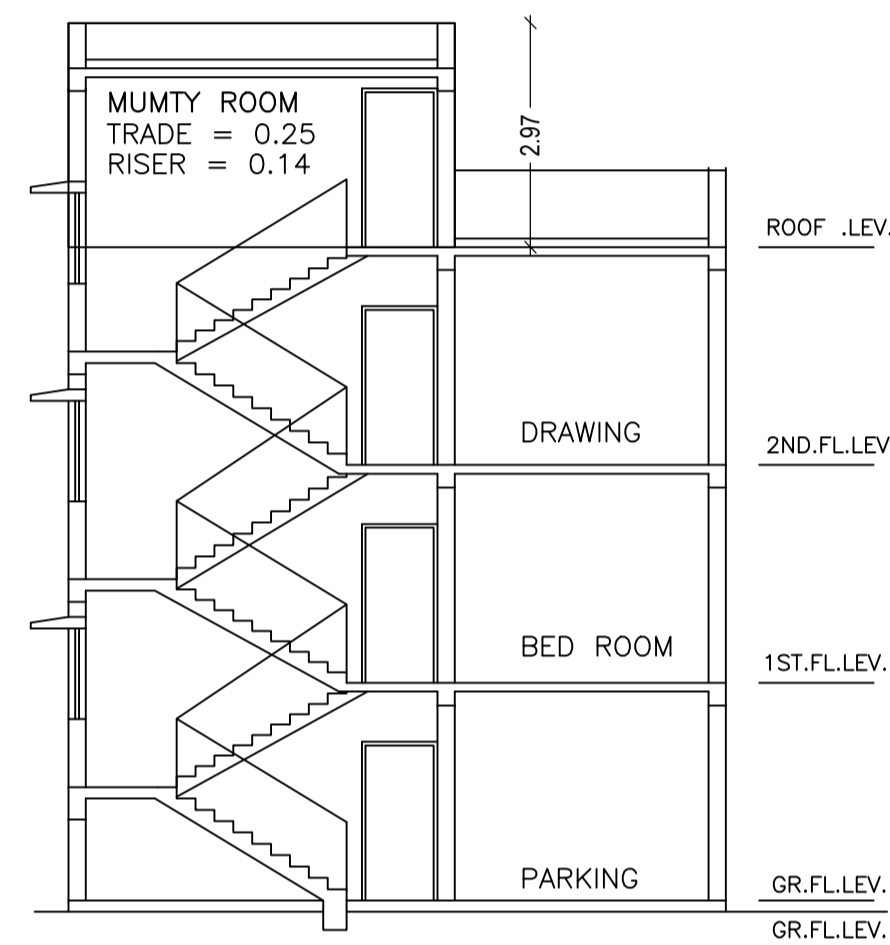 MUMTY ROOM
TRADE = 0.25
RISER = 0.14
2.97
ROOF .LEV.
DRAWING
2ND.FL.LEV
BED ROOM
1ST.FL.LEV.
PARKING
GR.FL.LEV.
GR.FL.LEV.